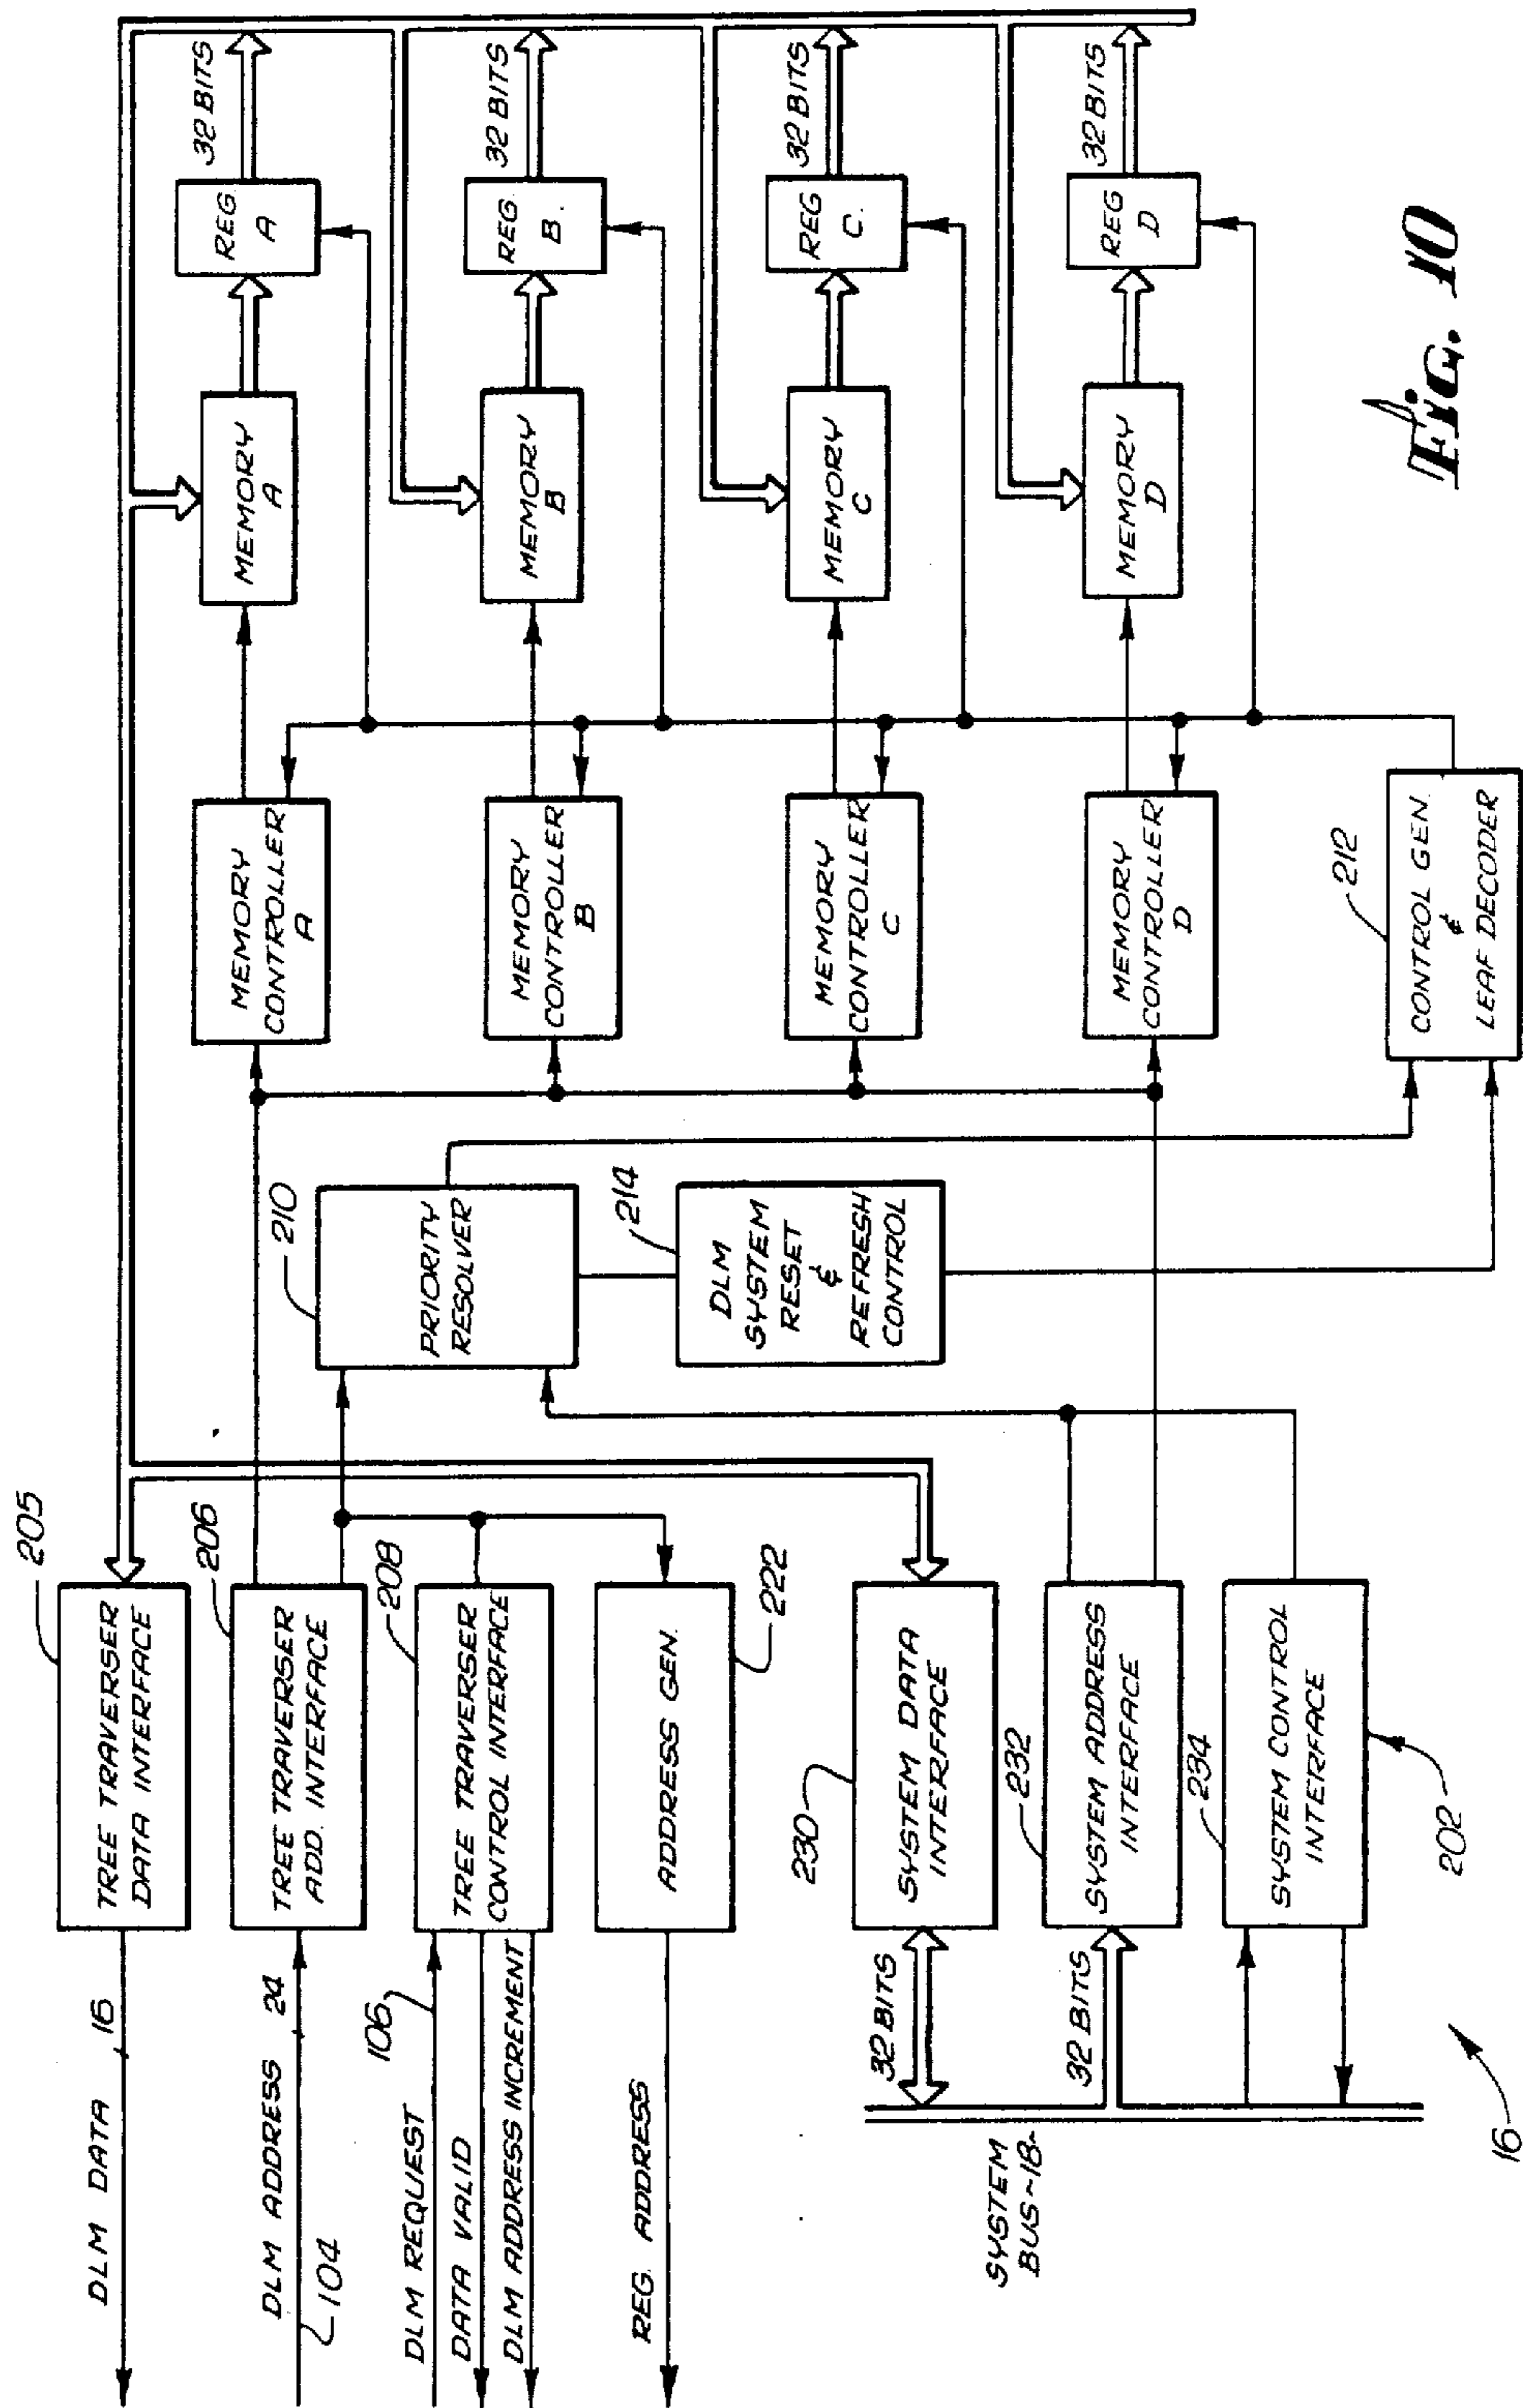 DLM DATA 16
205
TREE TRAVERSER
DATA INTERFACE
DLM ADDRESS 24
104
206
TREE TRAVERSER
ADD. INTERFACE
DLM REQUEST
106
DATA VALID
DLM ADDRESS INCREMENT
208
TREE TRAVERSER
CONTROL INTERFACE
REG. ADDRESS
ADDRESS GEN.
222
SYSTEM
BUS~18~
32 BITS
230
SYSTEM DATA
INTERFACE
32 BITS
232
SYSTEM ADDRESS
INTERFACE
234
SYSTEM CONTROL
INTERFACE
202
16
210
PRIORITY
RESOLVER
214
DLM
SYSTEM
RESET
&
REFRESH
CONTROL
212
CONTROL GEN.
&
LEAF DECODER
MEMORY
CONTROLLER
A
MEMORY
A
REG.
A
32 BITS
MEMORY
CONTROLLER
B
MEMORY
B
REG
B.
32 BITS
MEMORY
CONTROLLER
C
MEMORY
C
REG
C.
32 BITS
MEMORY
CONTROLLER
D
MEMORY
D
REG
D
32 BITS
Fig. 10